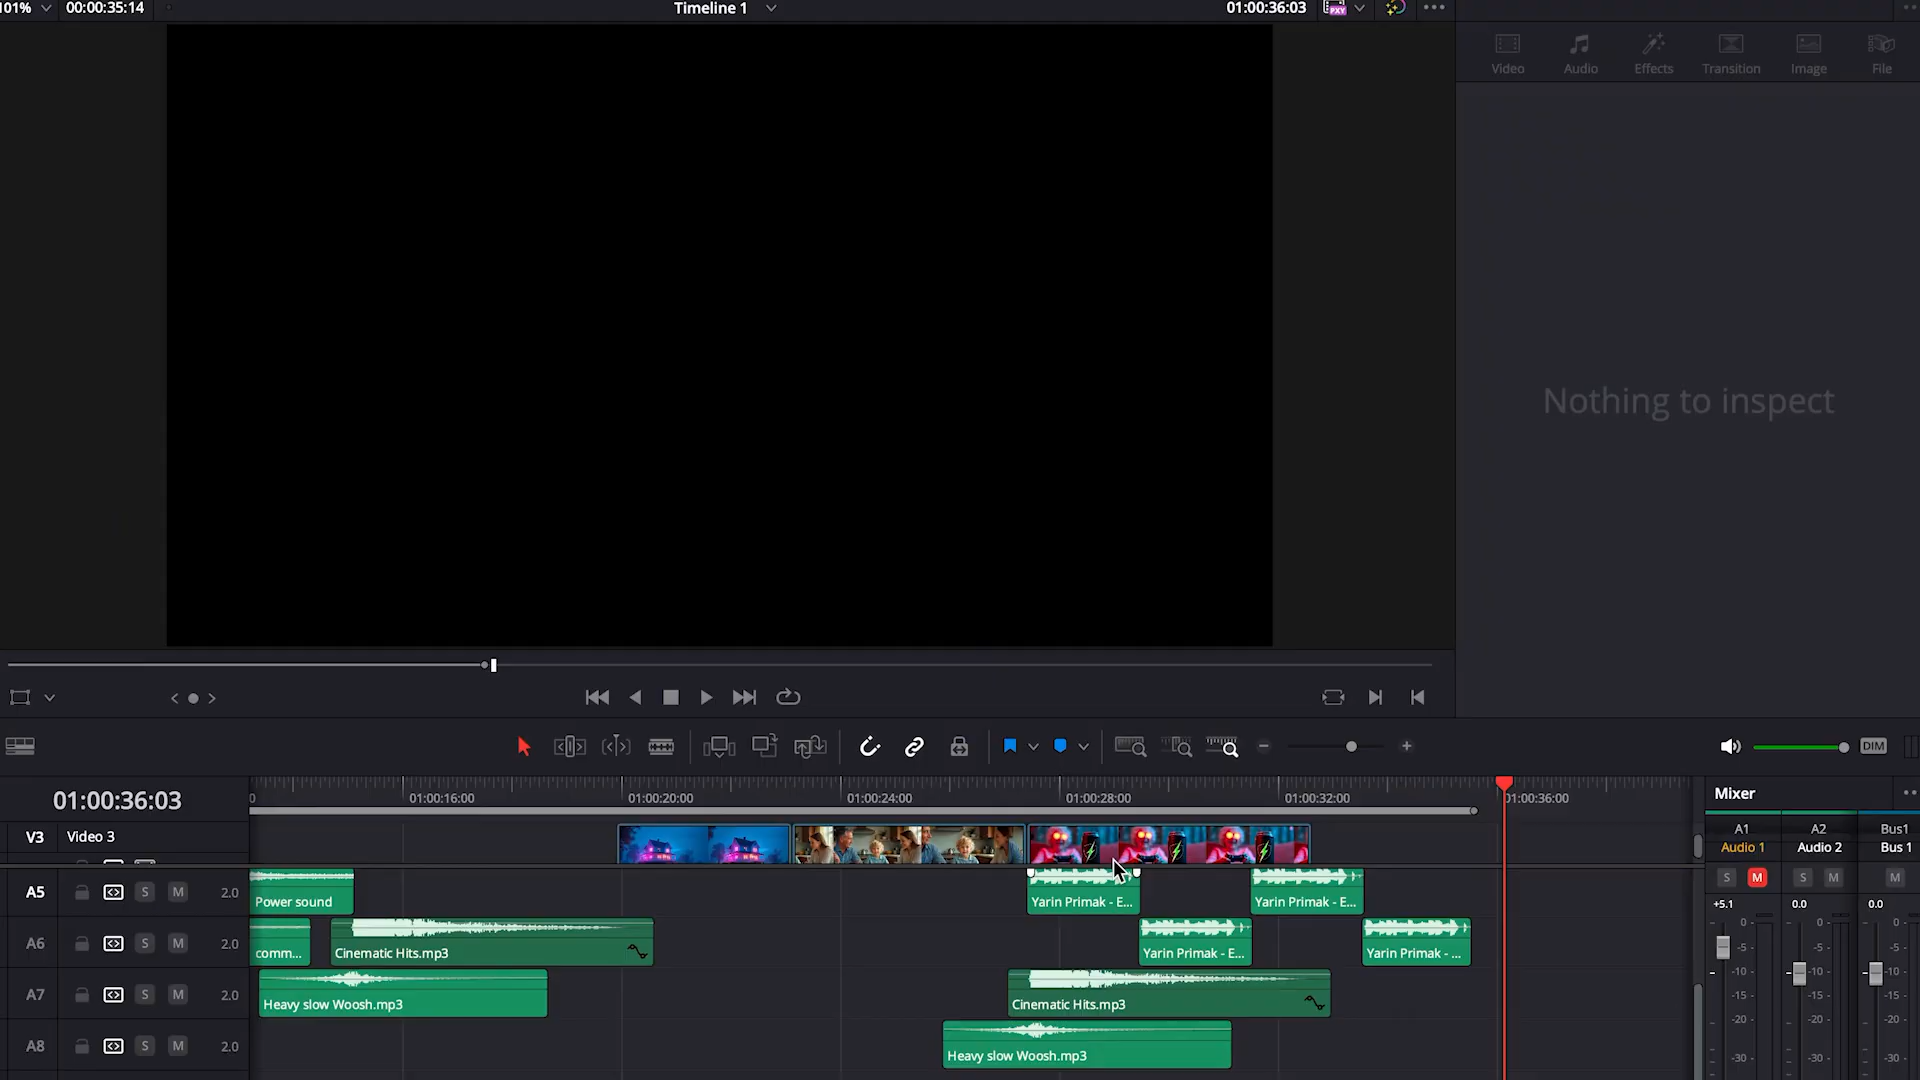 101% 00:00:35:14 Timeline 1 01:00:36:03 PXY
Video Audio Effects Transition Image File
Nothing to inspect
DIM
01:00:36:03 0 01:00:16:00 01:00:20:00 01:00:24:00 01:00:28:00 01:00:32:00 01:00:36:00 Mixer
V3 Video 3
A1 A2 Bus1
Audio 1 Audio 2 Bus 1
S M S M M
+5.1 0.0 0.0
A5 S M 2.0 Power sound Yarin Primak - E... Yarin Primak - E...
A6 S M 2.0 comm... Cinematic Hits.mp3 Yarin Primak - E... Yarin Primak - ...
A7 S M 2.0 Heavy slow Woosh.mp3 Cinematic Hits.mp3
A8 S M 2.0 Heavy slow Woosh.mp3
0 0 0
-5 -5 -5
-10 -10 -10
-15 -15 -15
-20 -20 -20
-30 -30 -30